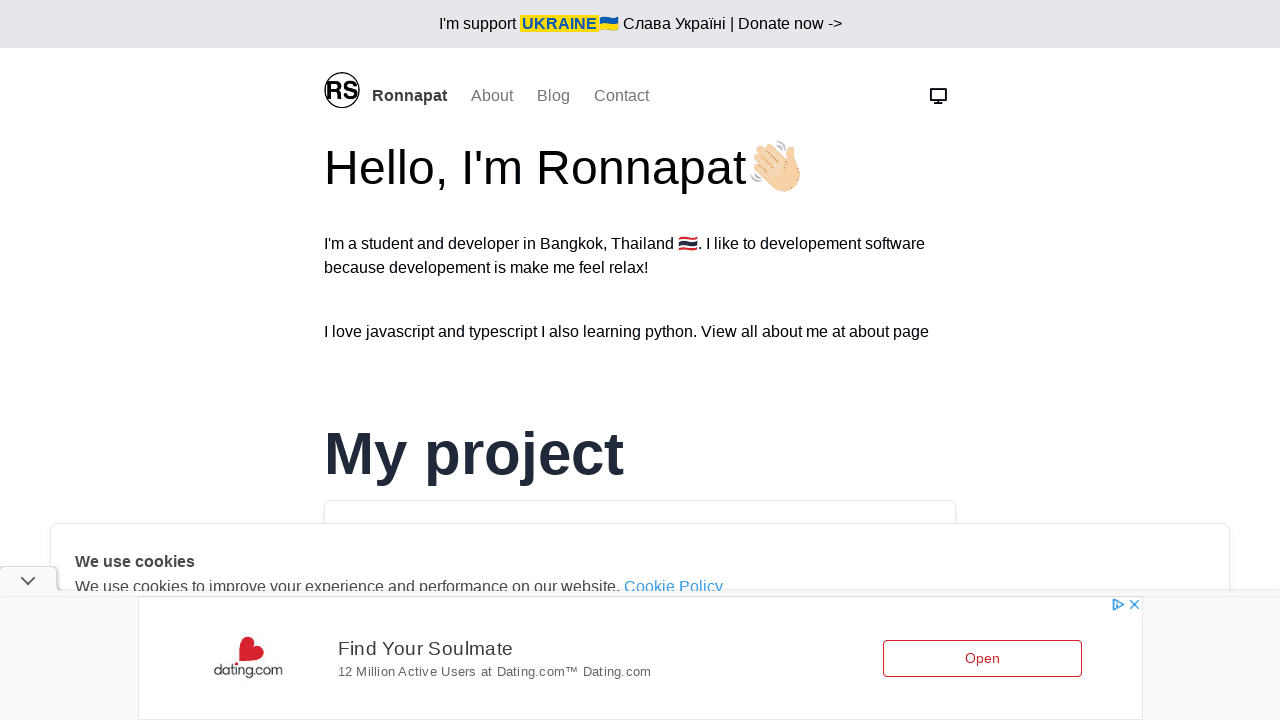 I'm support UKRAINE🇺🇦 Слава Україні | Donate now ->
RS Ronnapat About Blog Contact
Hello, I'm Ronnapat👋🏼
I'm a student and developer in Bangkok, Thailand 🇹🇭. I like to developement software
because developement is make me feel relax!
I love javascript and typescript I also learning python. View all about me at about page
My project
We use cookies
We use cookies to improve your experience and performance on our website. Cookie Policy
dating.com
Find Your Soulmate
12 Million Active Users at Dating.com™ Dating.com
Open